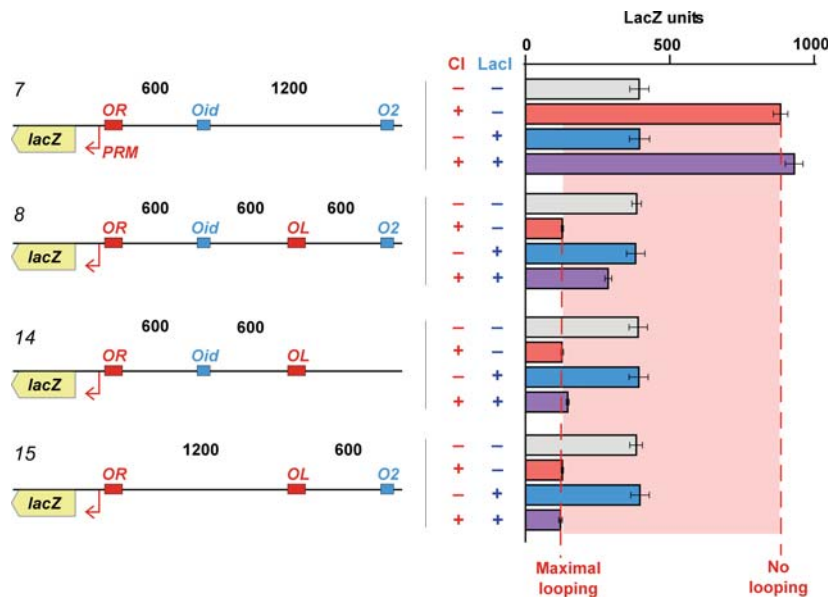 LacZ units
0 500 1000
CI LacI
7 600 1200
OR Oid O2
lacZ PRM
− −
+ −
− +
+ +
8 600 600 600
OR Oid OL O2
lacZ
− −
+ −
− +
+ +
14 600 600
OR Oid OL
lacZ
− −
+ −
− +
+ +
15 1200 600
OR OL O2
lacZ
− −
+ −
− +
+ +
Maximal No
looping looping